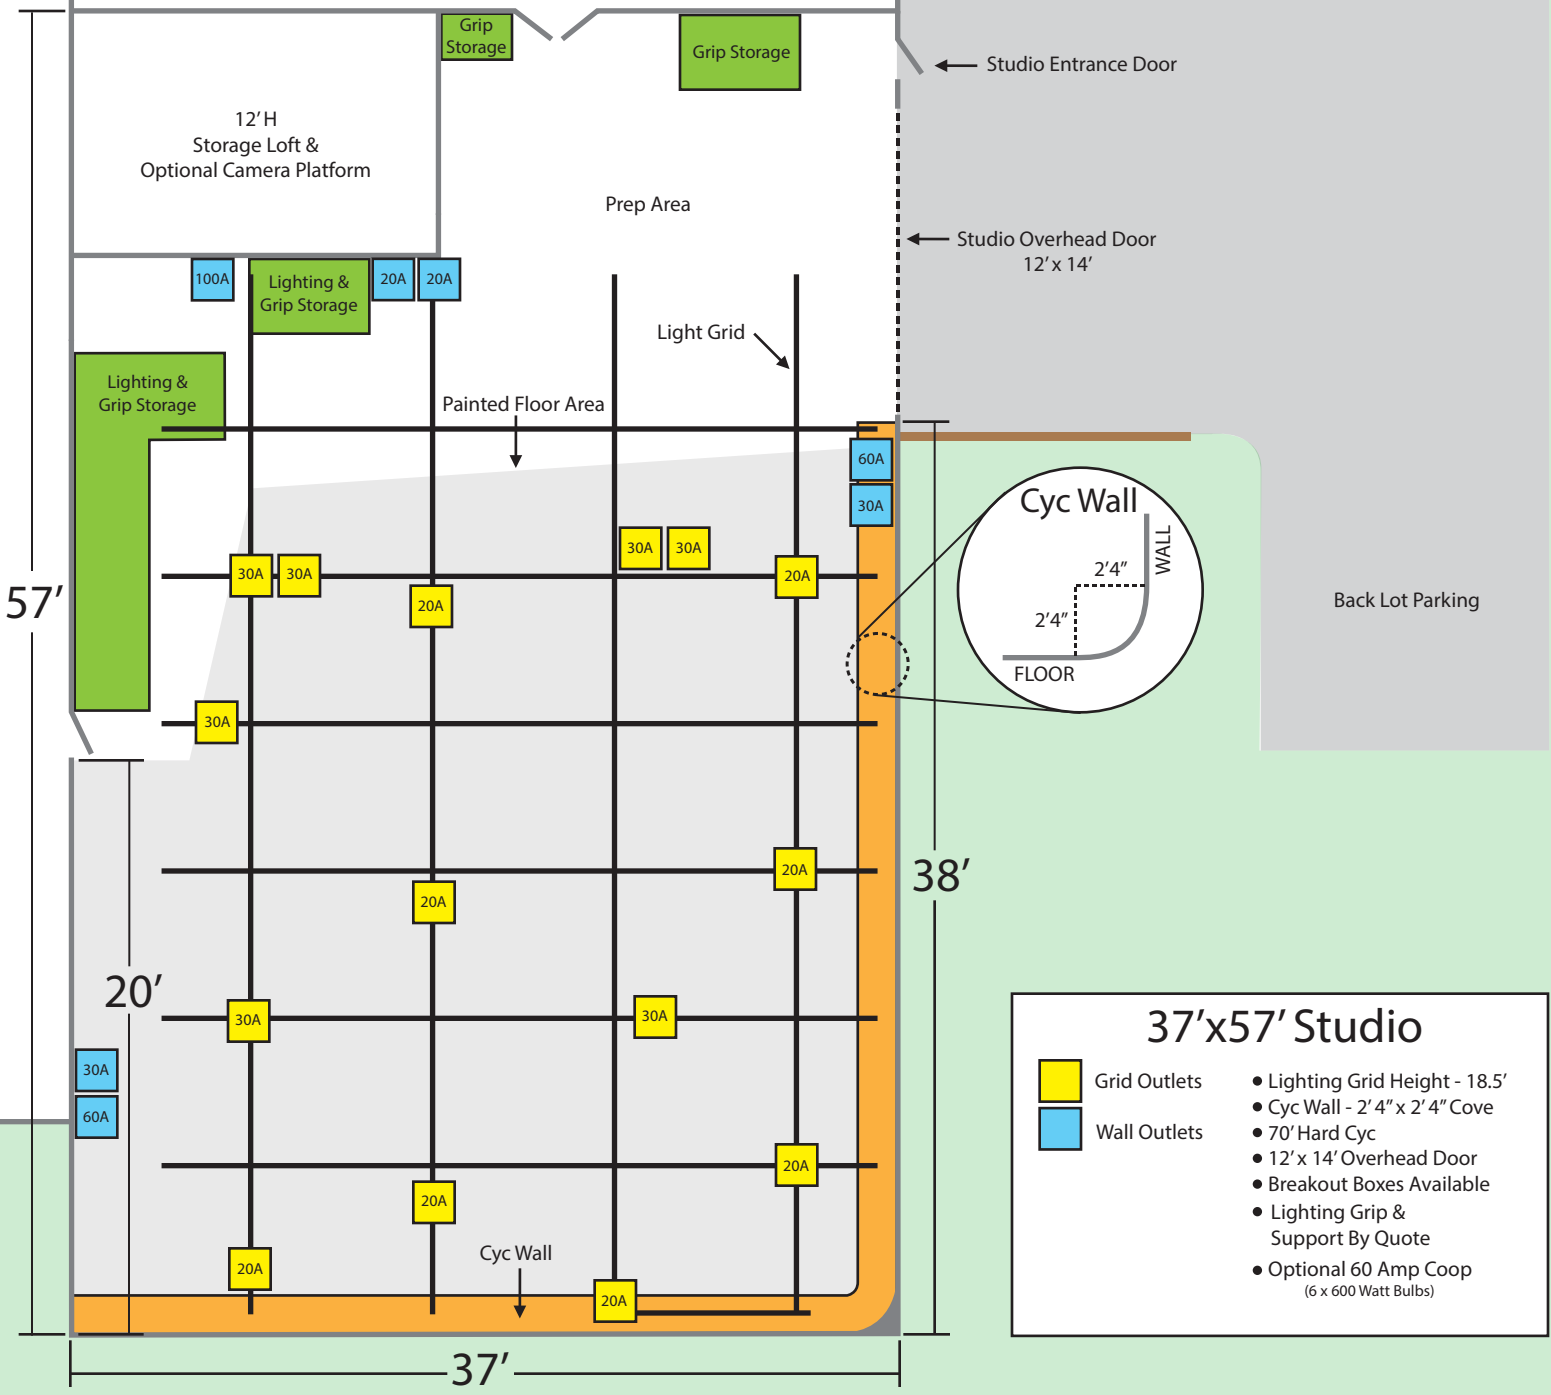 Grip
Storage
Grip Storage
Studio Entrance Door
12’ H
Storage Loft &
Optional Camera Platform
Prep Area
Studio Overhead Door
12’ x 14’
100A
Lighting &
Grip Storage
20A
20A
Light Grid
Lighting &
Grip Storage
Painted Floor Area
60A
30A
Cyc Wall
WALL
2’4”
2’4”
FLOOR
Back Lot Parking
57’
30A
30A
20A
30A
30A
20A
30A
20A
20A
38’
20’
30A
30A
30A
60A
20A
20A
20A
Cyc Wall
20A
37’
37’x57’ Studio
Grid Outlets
Wall Outlets
• Lighting Grid Height - 18.5’
• Cyc Wall - 2’ 4” x 2’ 4” Cove
• 70’ Hard Cyc
• 12’ x 14’ Overhead Door
• Breakout Boxes Available
• Lighting Grip &
Support By Quote
• Optional 60 Amp Coop
(6 x 600 Watt Bulbs)